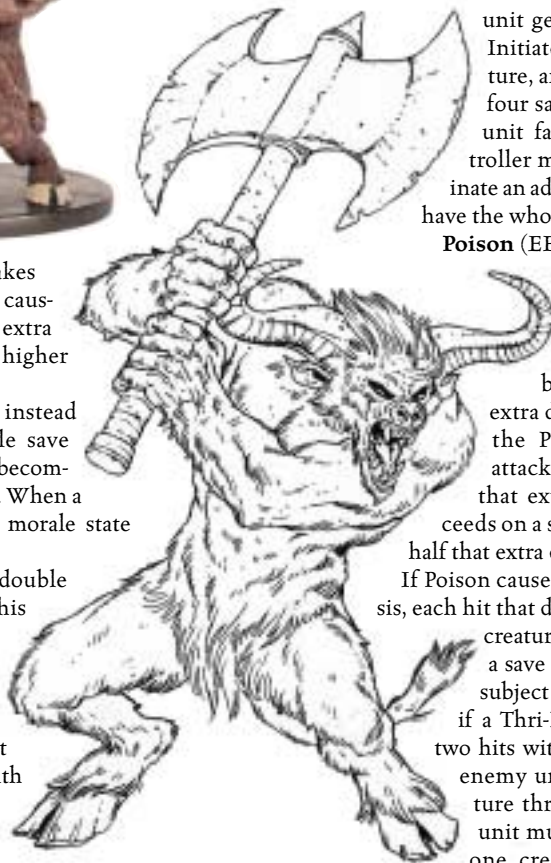 kes
caus-
extra
higher
instead
le save
becom-
. When a
morale state
double
his
t
th
unit ge
Initiate
ture, a
four sa
unit fa
troller m
inate an ad
have the who
Poison (E
b
extra
the P
attack
that ex
ceeds on a s
half that extra
If Poison cause
sis, each hit that d
creatur
a save
subject
if a Thri-
two hits wit
enemy u
ture thr
unit mu
one cre